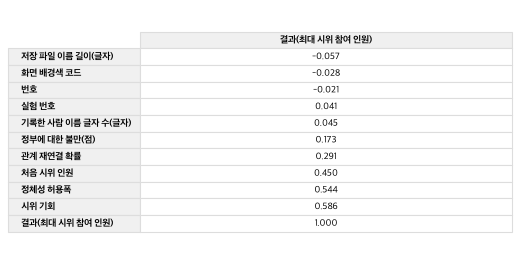 결과(최대 시위 참여 인원)
저장 파일 이름 길이(글자) -0.057
화면 배경색 코드 -0.028
번호 -0.021
실험 번호 0.041
기록한 사람 이름 글자 수(글자) 0.045
정부에 대한 불만(점) 0.173
관계 재연결 확률 0.291
처음 시위 인원 0.450
정체성 허용폭 0.544
시위 기회 0.586
결과(최대 시위 참여 인원) 1.000